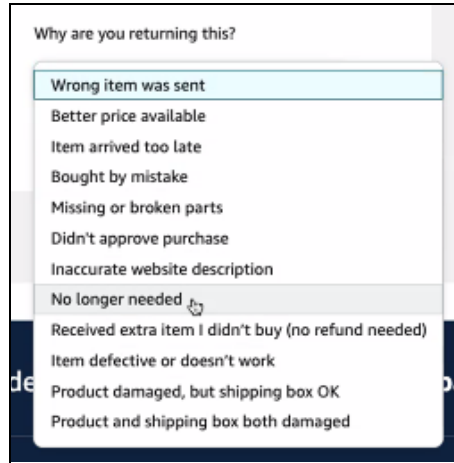 Why are you returning this?
Wrong item was sent
Better price available
Item arrived too late
Bought by mistake
Missing or broken parts
Didn't approve purchase
Inaccurate website description
No longer needed
Received extra item I didn't buy (no refund needed)
Item defective or doesn't work
Product damaged, but shipping box OK
Product and shipping box both damaged